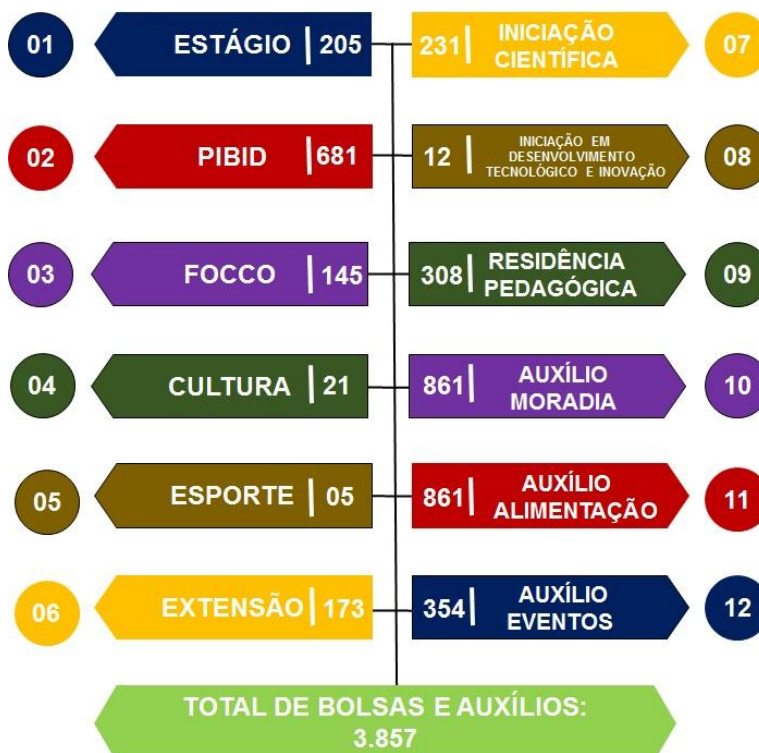 01
ESTÁGIO | 205
02
PIBID | 681
03
FOCCO | 145
04
CULTURA | 21
05
ESPORTE | 05
06
EXTENSÃO | 173
231 | INICIAÇÃO
CIENTÍFICA
07
12 | INICIAÇÃO EM
DESENVOLVIMENTO
TECNOLÓGICO E INOVAÇÃO
08
308 | RESIDÊNCIA
PEDAGÓGICA
09
861 | AUXÍLIO
MORADIA
10
861 | AUXÍLIO
ALIMENTAÇÃO
11
354 | AUXÍLIO
EVENTOS
12
TOTAL DE BOLSAS E AUXÍLIOS:
3.857